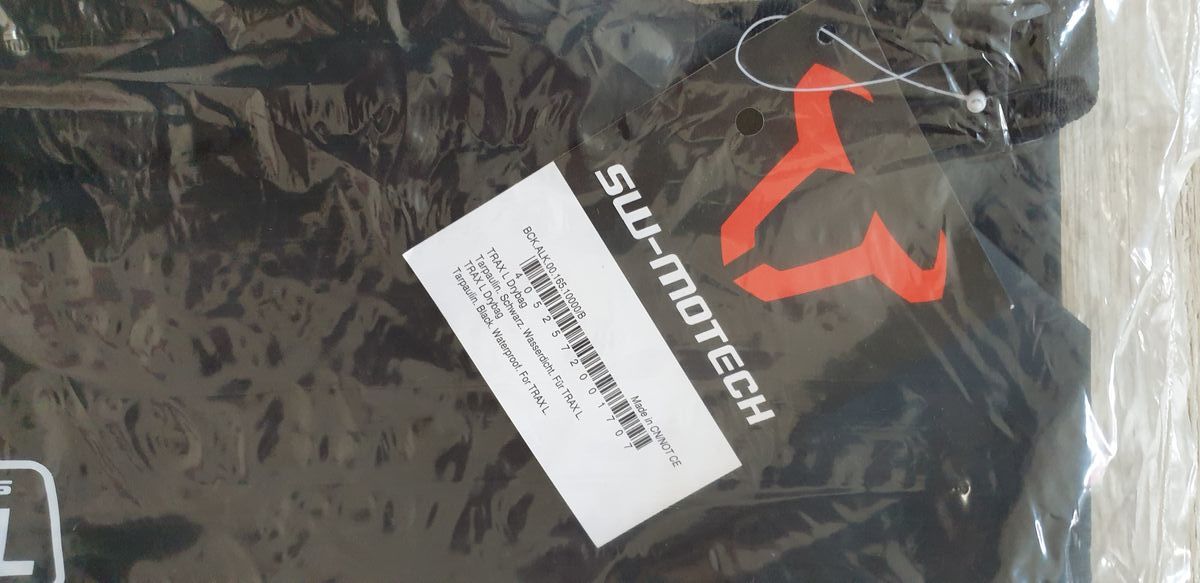 SW-MOTECH
BCK.ALK.00.165.10000/B
Made in CN/NOT CE
4052572001707
TRAX L Drybag
Tarpaulin. Schwarz. Wasserdicht. Für TRAX L.
TRAX L Drybag
Tarpaulin. Black. Waterproof. For TRAX L.
L